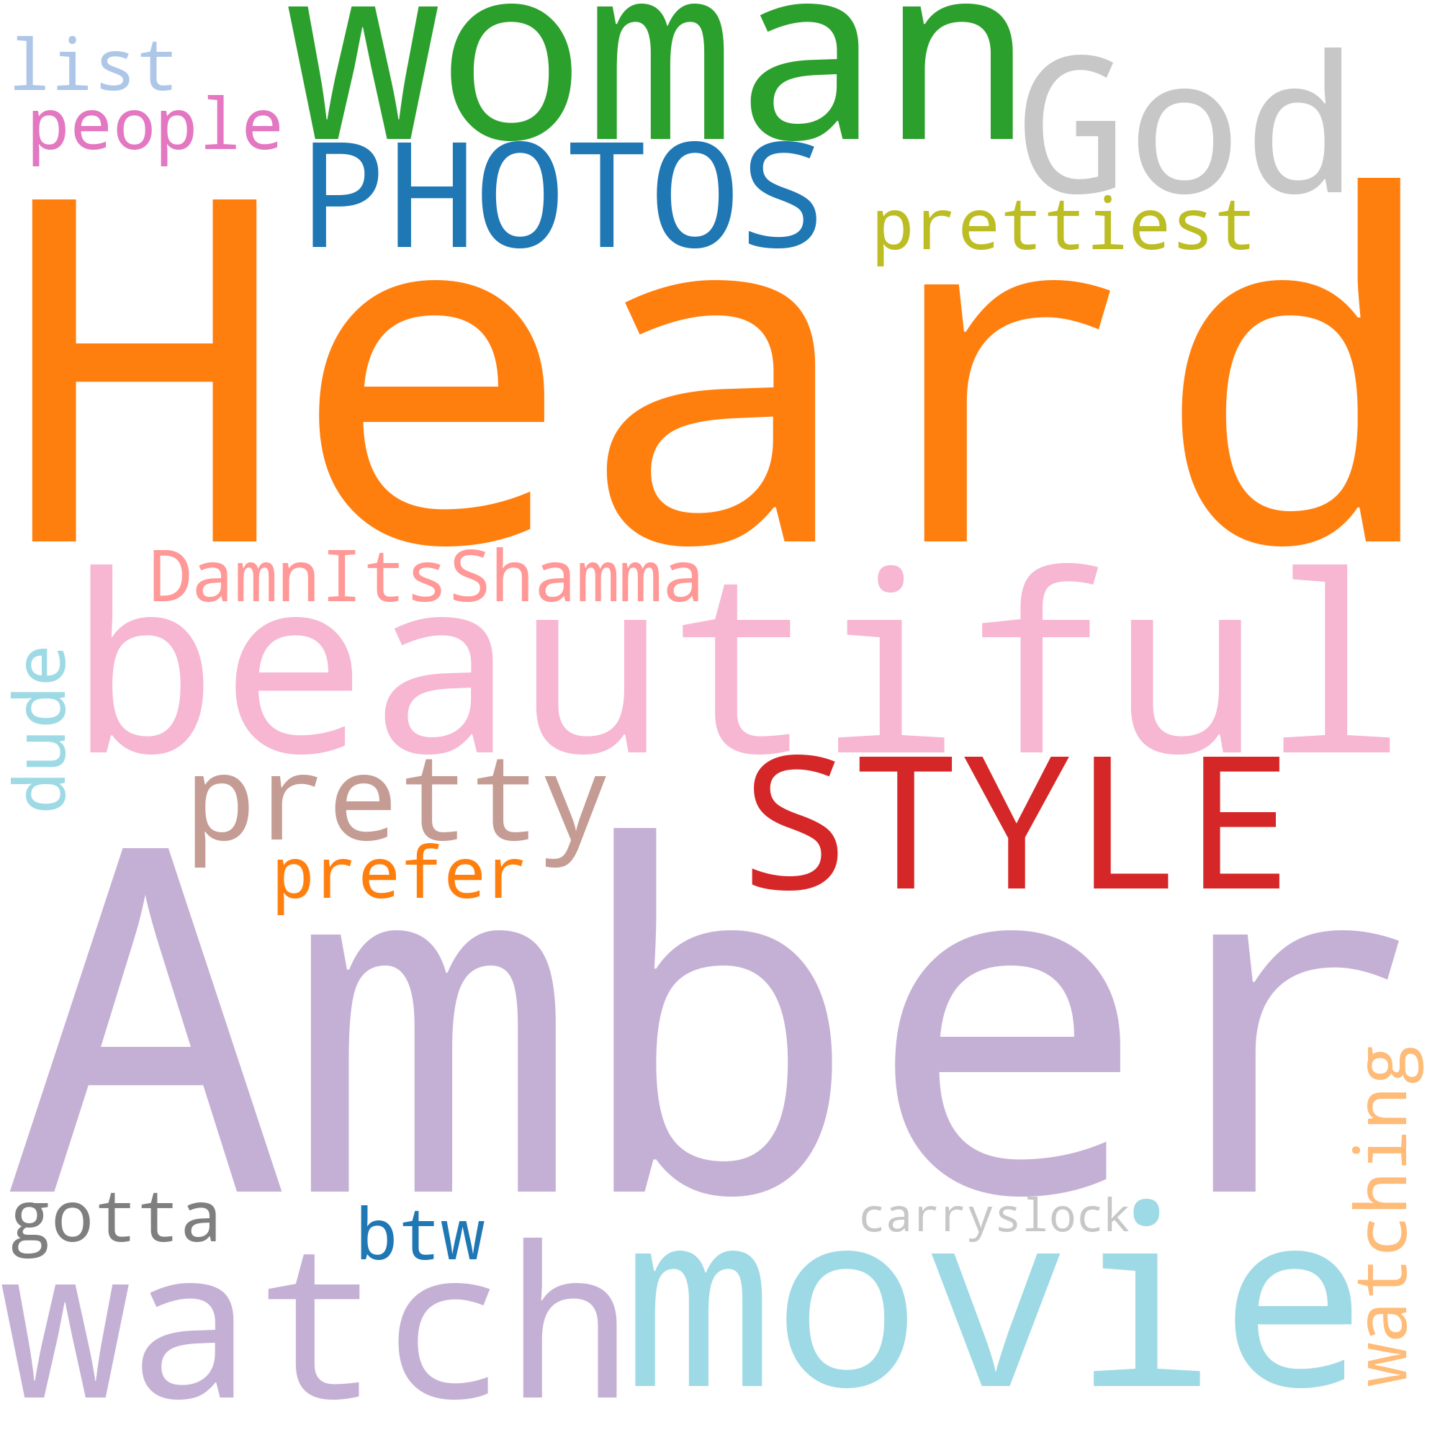 woman
list
God
people
PHOTOS
prettiest
Heard
DamnItsShamma
beautiful
dude
pretty
STYLE
prefer
Amber
watching
gotta
btw
carryslock
watch
movie